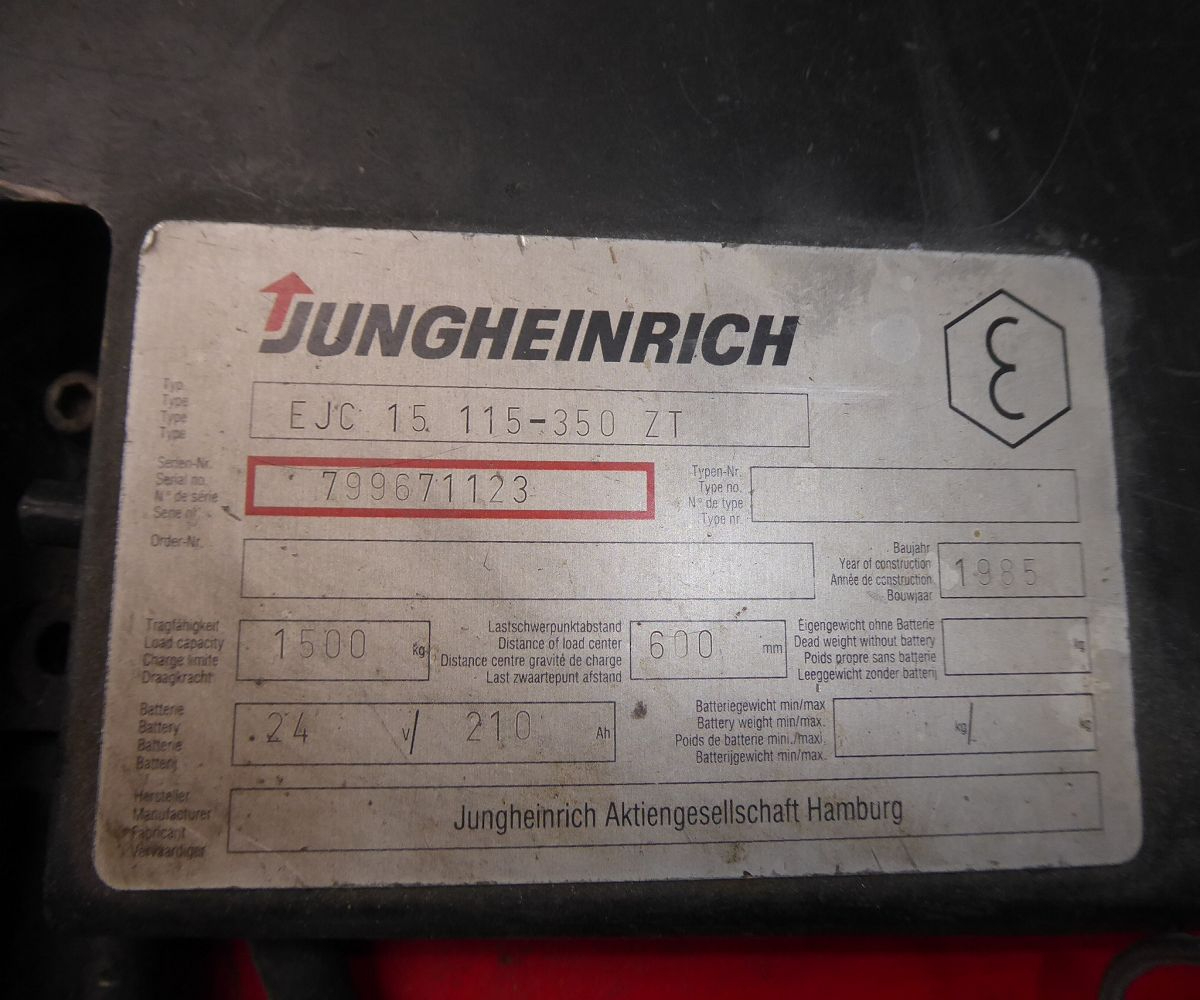 JUNGHEINRICH
Typ.
Type
Type
Type
EJC 15 115-350 ZT
Serien-Nr.
Serial no.
N° de série
Serie nr.
799671123
Typen-Nr.
Type no.
N° de type
Type nr.
Order-Nr.
Baujahr
Year of construction
Année de construction
Bouwjaar
1985
Tragfähigkeit
Load capacity
Charge limite
Draagkracht
1500 kg
Lastschwerpunktabstand
Distance of load center
Distance centre gravité de charge
Last zwaartepunt afstand
600 mm
Eigengewicht ohne Batterie
Dead weight without battery
Poids propre sans batterie
Leeggewicht zonder batterij
kg
Batterie
Battery
Batterie
Batterij
24 V/ 210 Ah
Batteriegewicht min/max
Battery weight min/max.
Poids de batterie mini./maxi.
Batterijgewicht min/max.
kg/ kg
Hersteller
Manufacturer
Fabricant
Vervaardiger
Jungheinrich Aktiengesellschaft Hamburg